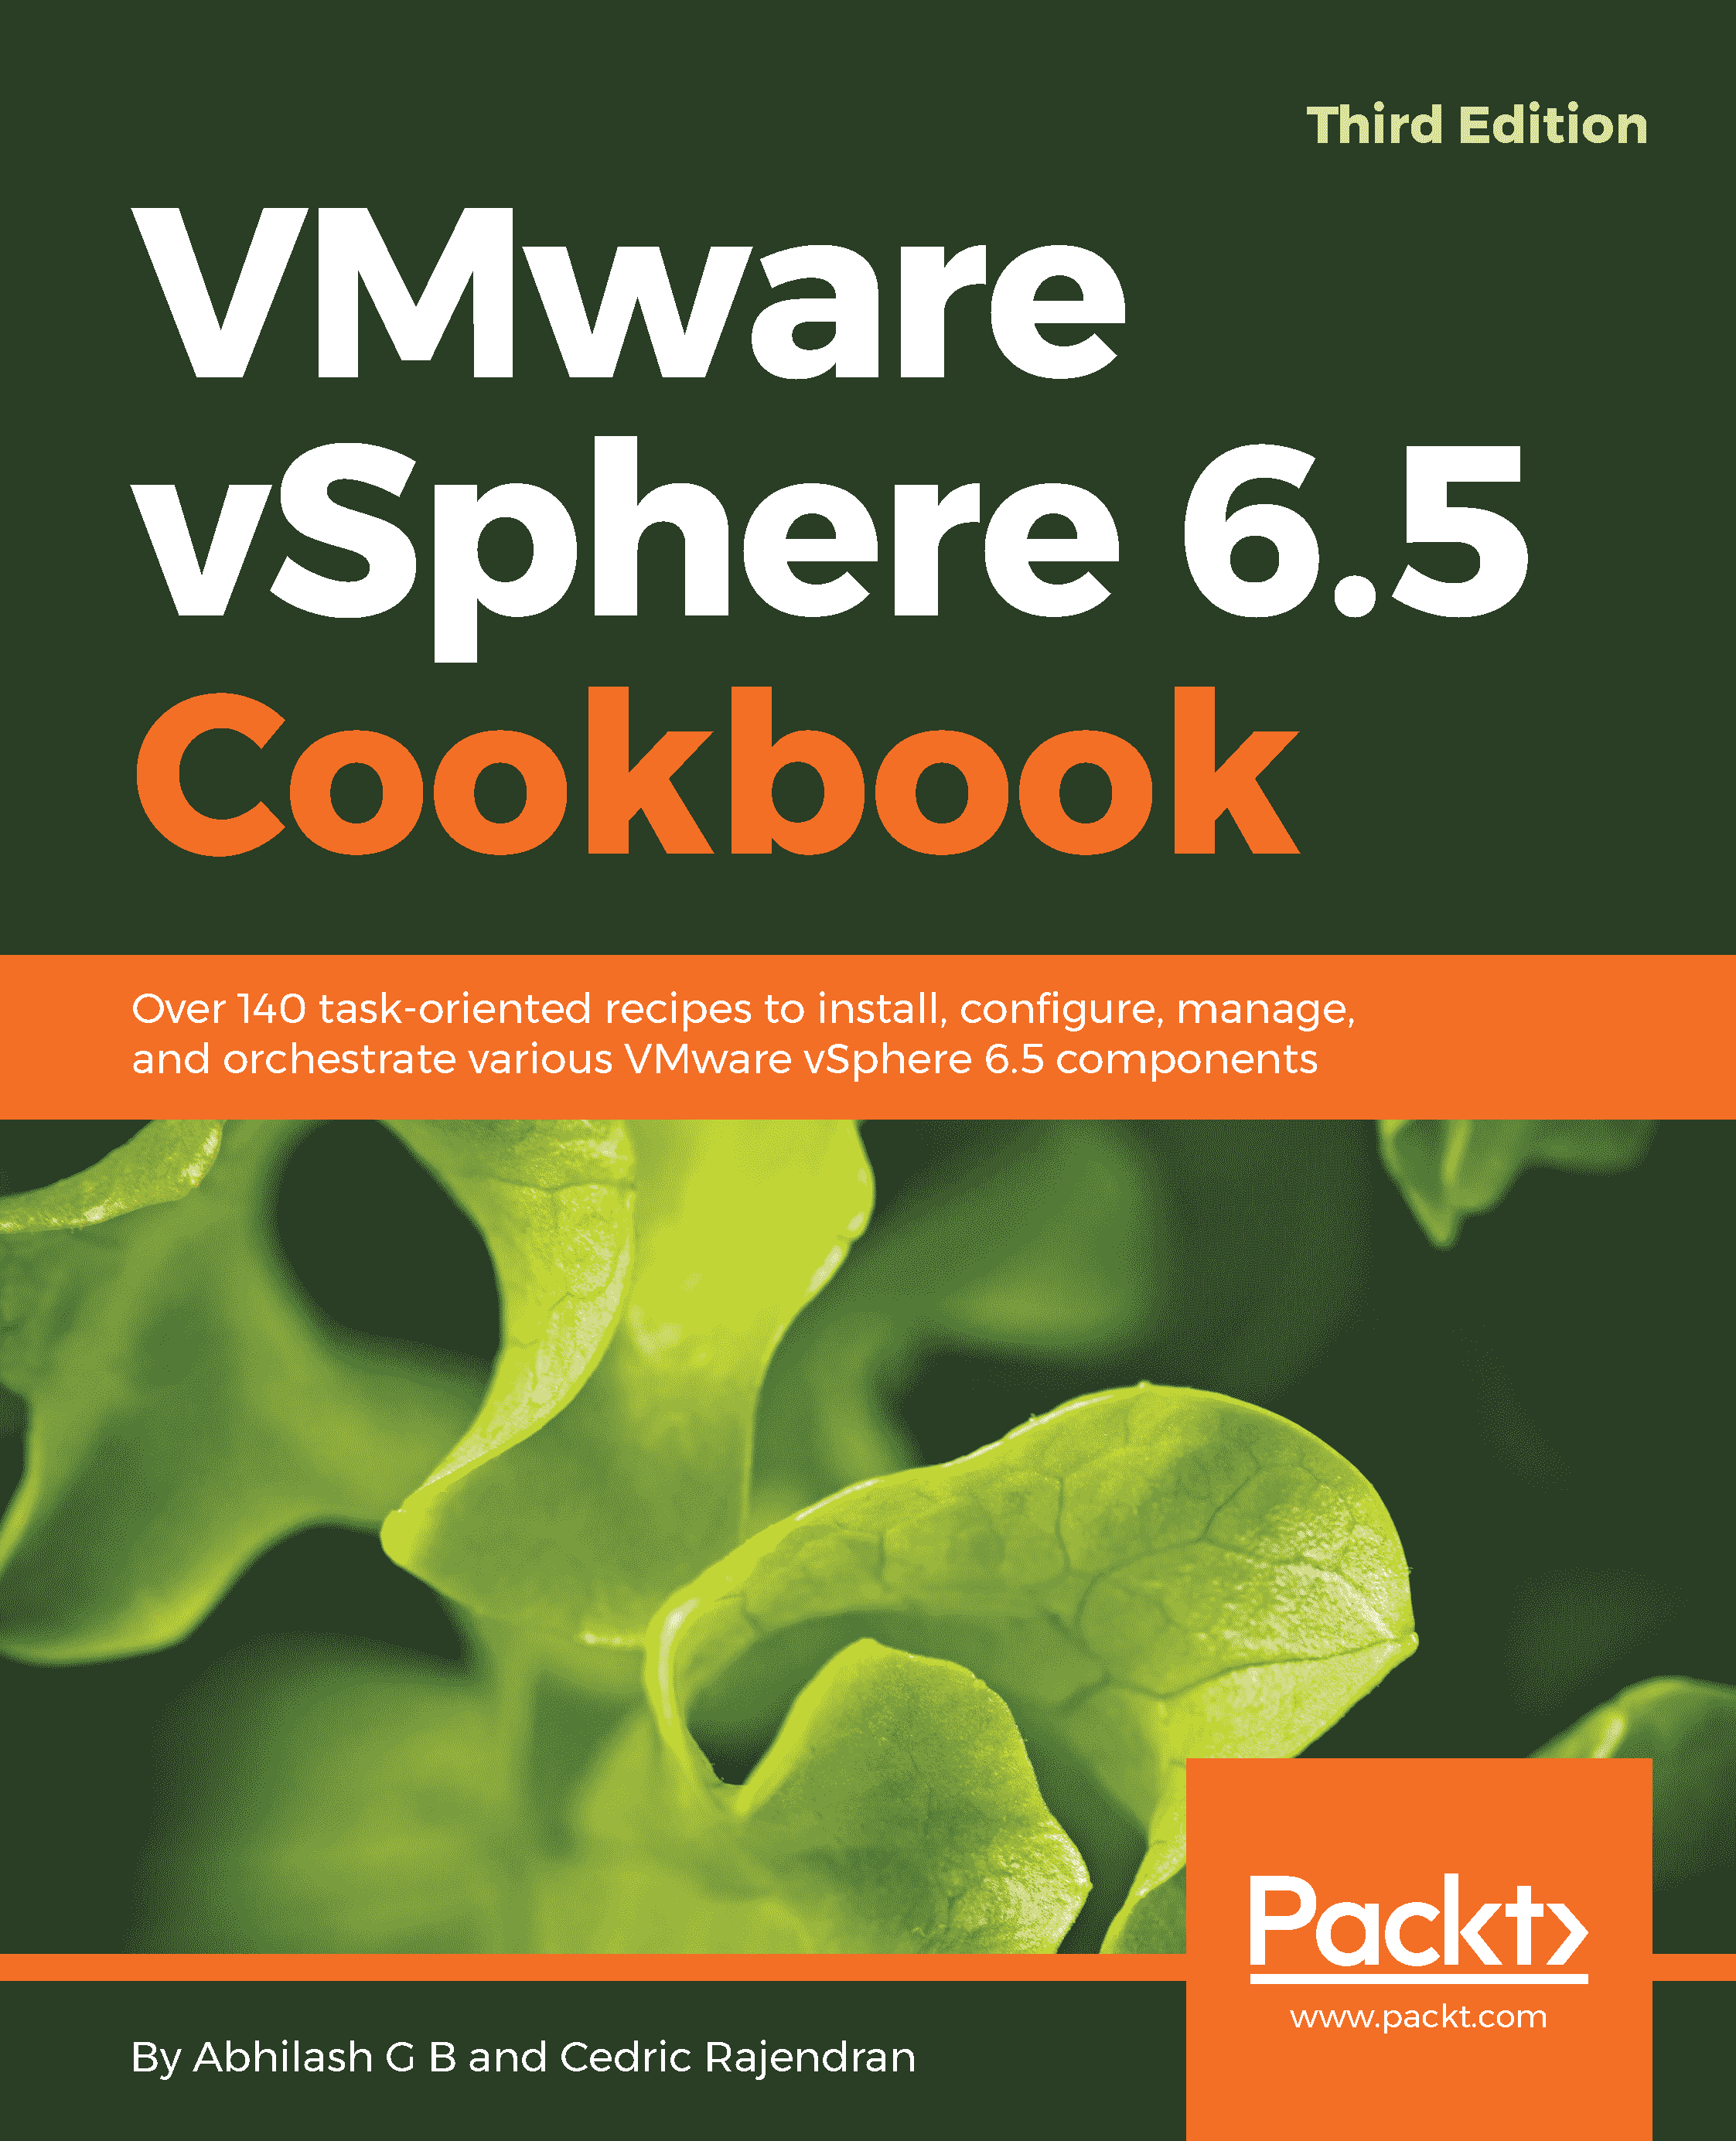 Third Edition
VMware
vSphere 6.5
Cookbook
Over 140 task-oriented recipes to install, configure, manage,
and orchestrate various VMware vSphere 6.5 components
Packt>
www.packt.com
By Abhilash G B and Cedric Rajendran